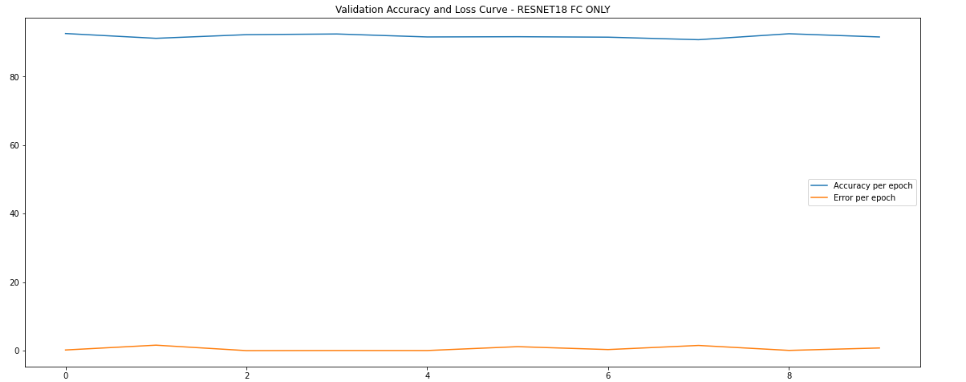 Validation Accuracy and Loss Curve - RESNET18 FC ONLY
80
60
40
20
0
Accuracy per epoch
Error per epoch
0 2 4 6 8